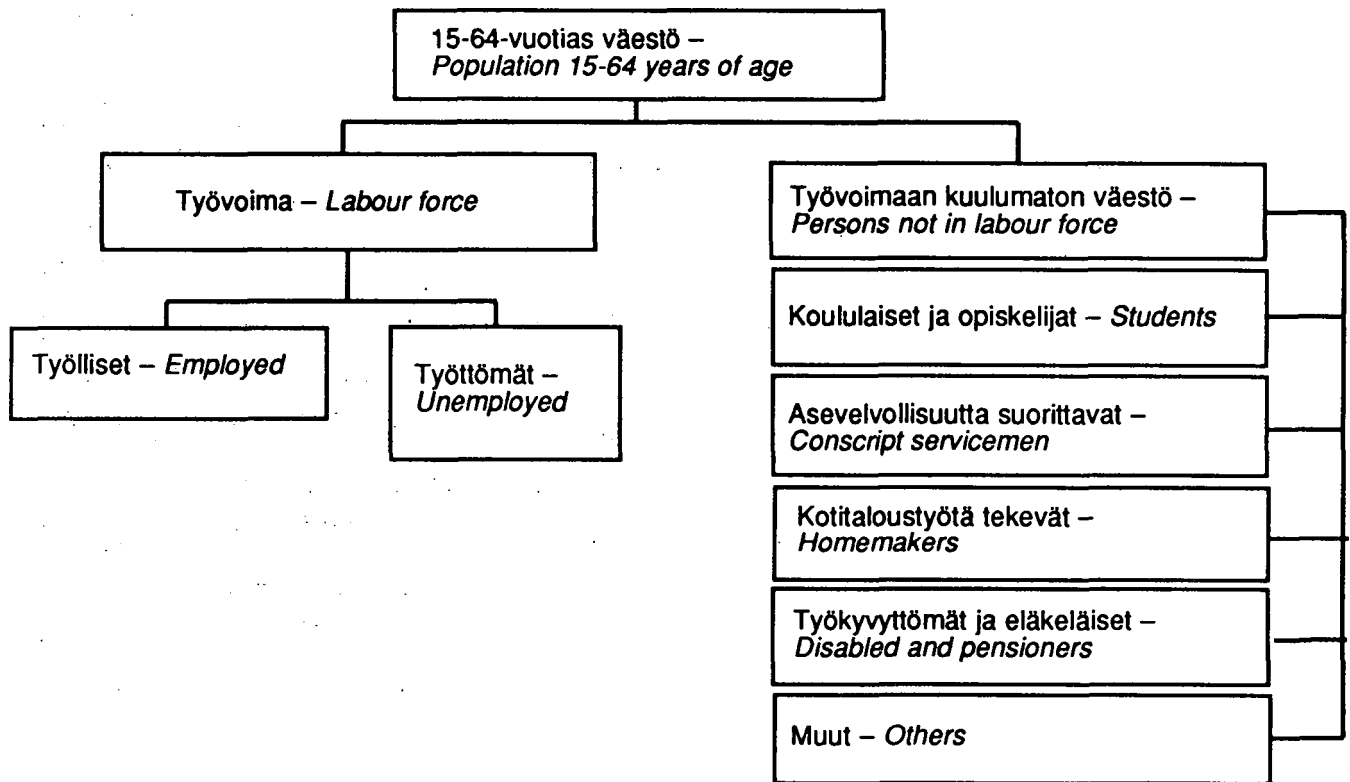 15-64-vuotias väestö –
Population 15-64 years of age
Työvoima – Labour force
Työlliset – Employed
Työttömät –
Unemployed
Työvoimaan kuulumaton väestö –
Persons not in labour force
Koululaiset ja opiskelijat – Students
Asevelvollisuutta suorittavat –
Conscript servicemen
Kotitaloustyötä tekevät –
Homemakers
Työkyvyttömät ja eläkeläiset –
Disabled and pensioners
Muut – Others